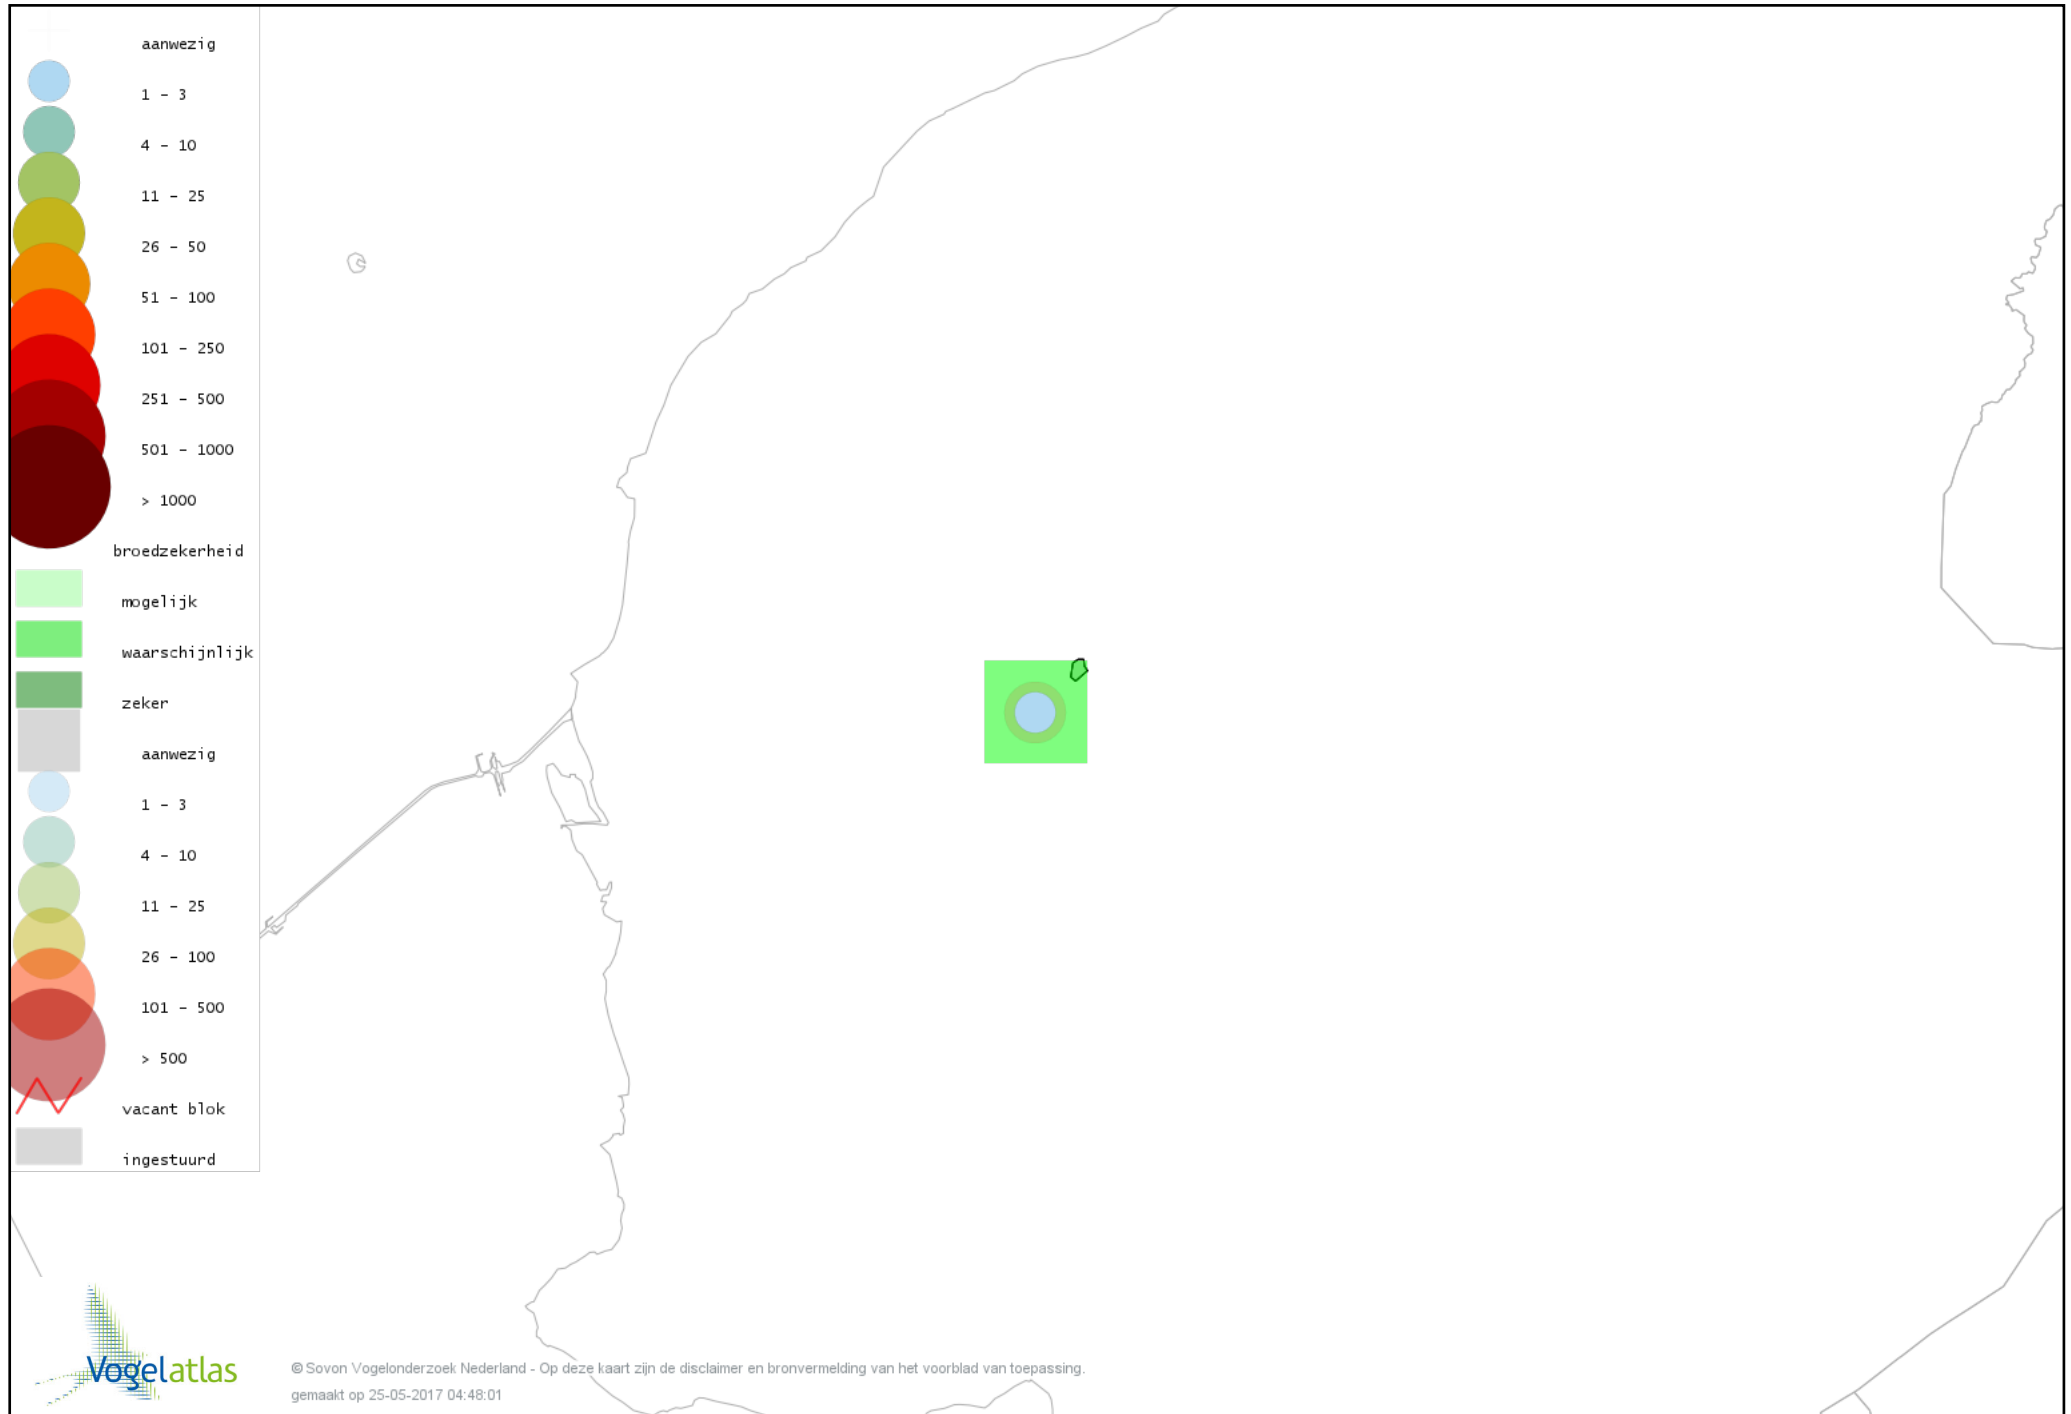 aanwezig
1 - 3
4 - 10
11 - 25
26 - 50
51 - 100
101 - 250
251 - 500
501 - 1000
> 1000
broedzekerheid
mogelijk
waarschijnlijk
zeker
aanwezig
1 - 3
4 - 10
11 - 25
26 - 100
101 - 500
> 500
vacant blok
ingestuurd
Vogelatlas
© Sovon Vogelonderzoek Nederland - Op deze kaart zijn de disclaimer en bronvermelding van het voorblad van toepassing.
gemaakt op 25-05-2017 04:48:01